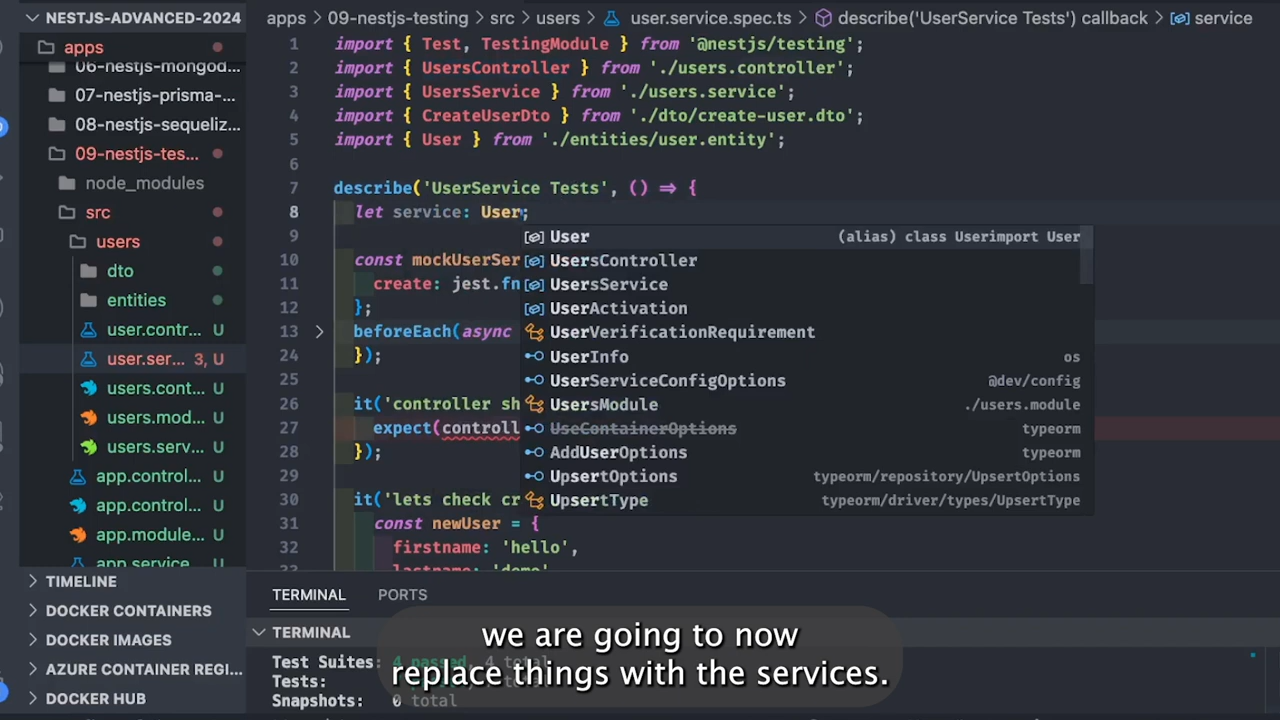 NESTJS-ADVANCED-2024
apps
06-nestjs-mongod...
07-nestjs-prisma-...
08-nestjs-sequeliz...
09-nestjs-tes...
node_modules
src
users
dto
entities
user.contr... U
user.ser... 3, U
users.cont... U
users.mod... U
users.serv... U
app.control... U
app.contro... U
app.module... U
app.service U
TIMELINE
DOCKER CONTAINERS
DOCKER IMAGES
AZURE CONTAINER REGI...
DOCKER HUB
apps > 09-nestjs-testing > src > users > user.service.spec.ts > describe('UserService Tests') callback > service
1 import { Test, TestingModule } from '@nestjs/testing';
2 import { UsersController } from './users.controller';
3 import { UsersService } from './users.service';
4 import { CreateUserDto } from './dto/create-user.dto';
5 import { User } from './entities/user.entity';
6
7 describe('UserService Tests', () => {
8 let service: User;
9
10 const mockUserSer
11 create: jest.fn
12 };
13 beforeEach(async
24 });
25
26 it('controller sh
27 expect(controll
28 });
29
30 it('lets check cr
31 const newUser = {
32 firstname: 'hello',
33 lastname: 'demo'
User (alias) class Userimport User
UsersController
UsersService
UserActivation
UserVerificationRequirement
UserInfo os
UserServiceConfigOptions @dev/config
UsersModule ./users.module
UseContainerOptions typeorm
AddUserOptions typeorm
UpsertOptions typeorm/repository/UpsertOptions
UpsertType typeorm/driver/types/UpsertType
TERMINAL PORTS
TERMINAL
Test Suites: 4 passed, 4 total
Tests: total
Snapshots: 0 total
we are going to now
replace things with the services.